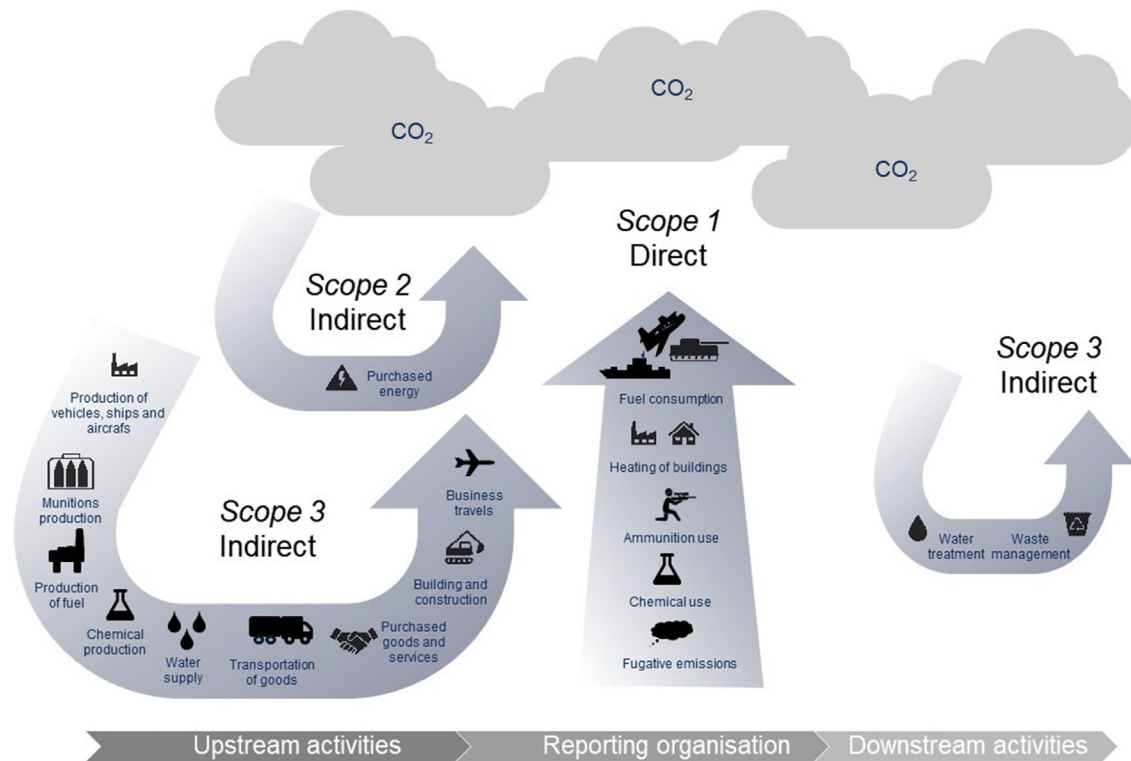 CO₂
CO₂
CO₂
Scope 1
Direct
Scope 2
Indirect
Purchased
energy
Scope 3
Indirect
Production of
vehicles, ships and
aircrafs
Munitions
production
Production
of fuel
Chemical
production
Water
supply
Transportation
of goods
Purchased
goods and
services
Building and
construction
Business
travels
Scope 3
Indirect
Fuel consumption
Heating of buildings
Ammunition use
Chemical use
Fugative emissions
Water
treatment
Waste
management
Upstream activities
Reporting organisation
Downstream activities